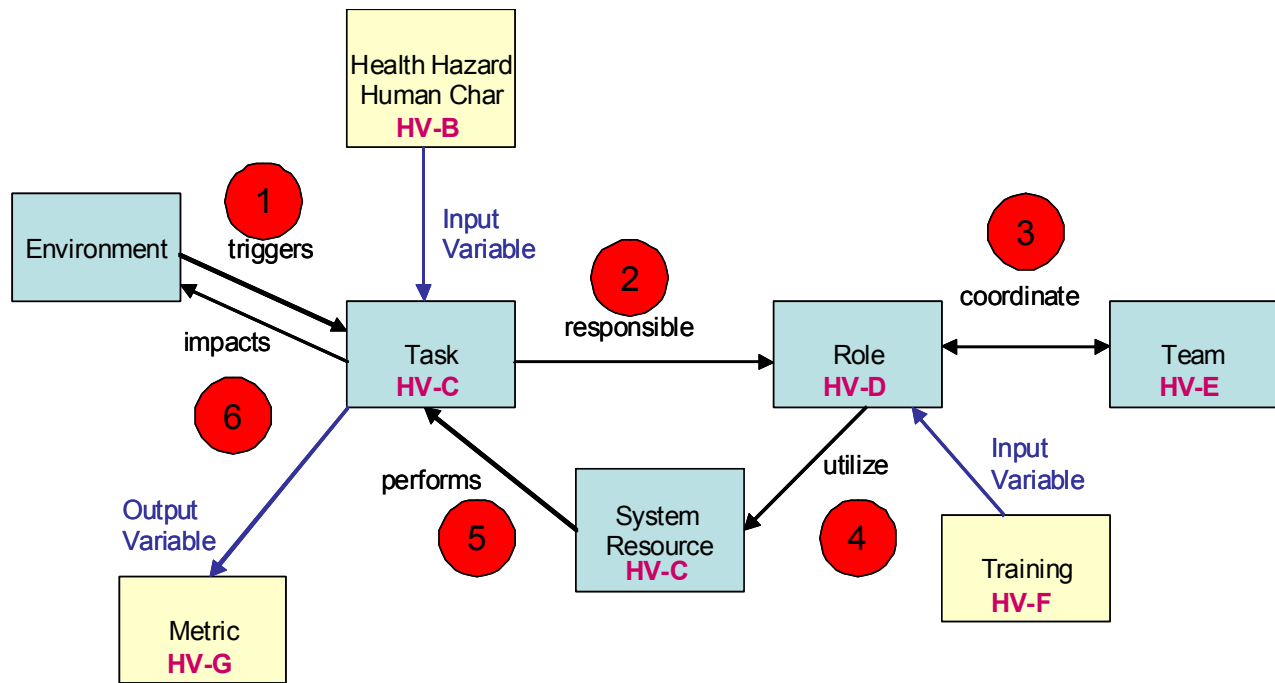 Health Hazard
Human Char
HV-B
1
triggers
Environment
Input
Variable
2
responsible
3
coordinate
impacts
Task
HV-C
Role
HV-D
Team
HV-E
6
performs
utilize
Input
Variable
Output
Variable
5
System
Resource
HV-C
4
Training
HV-F
Metric
HV-G